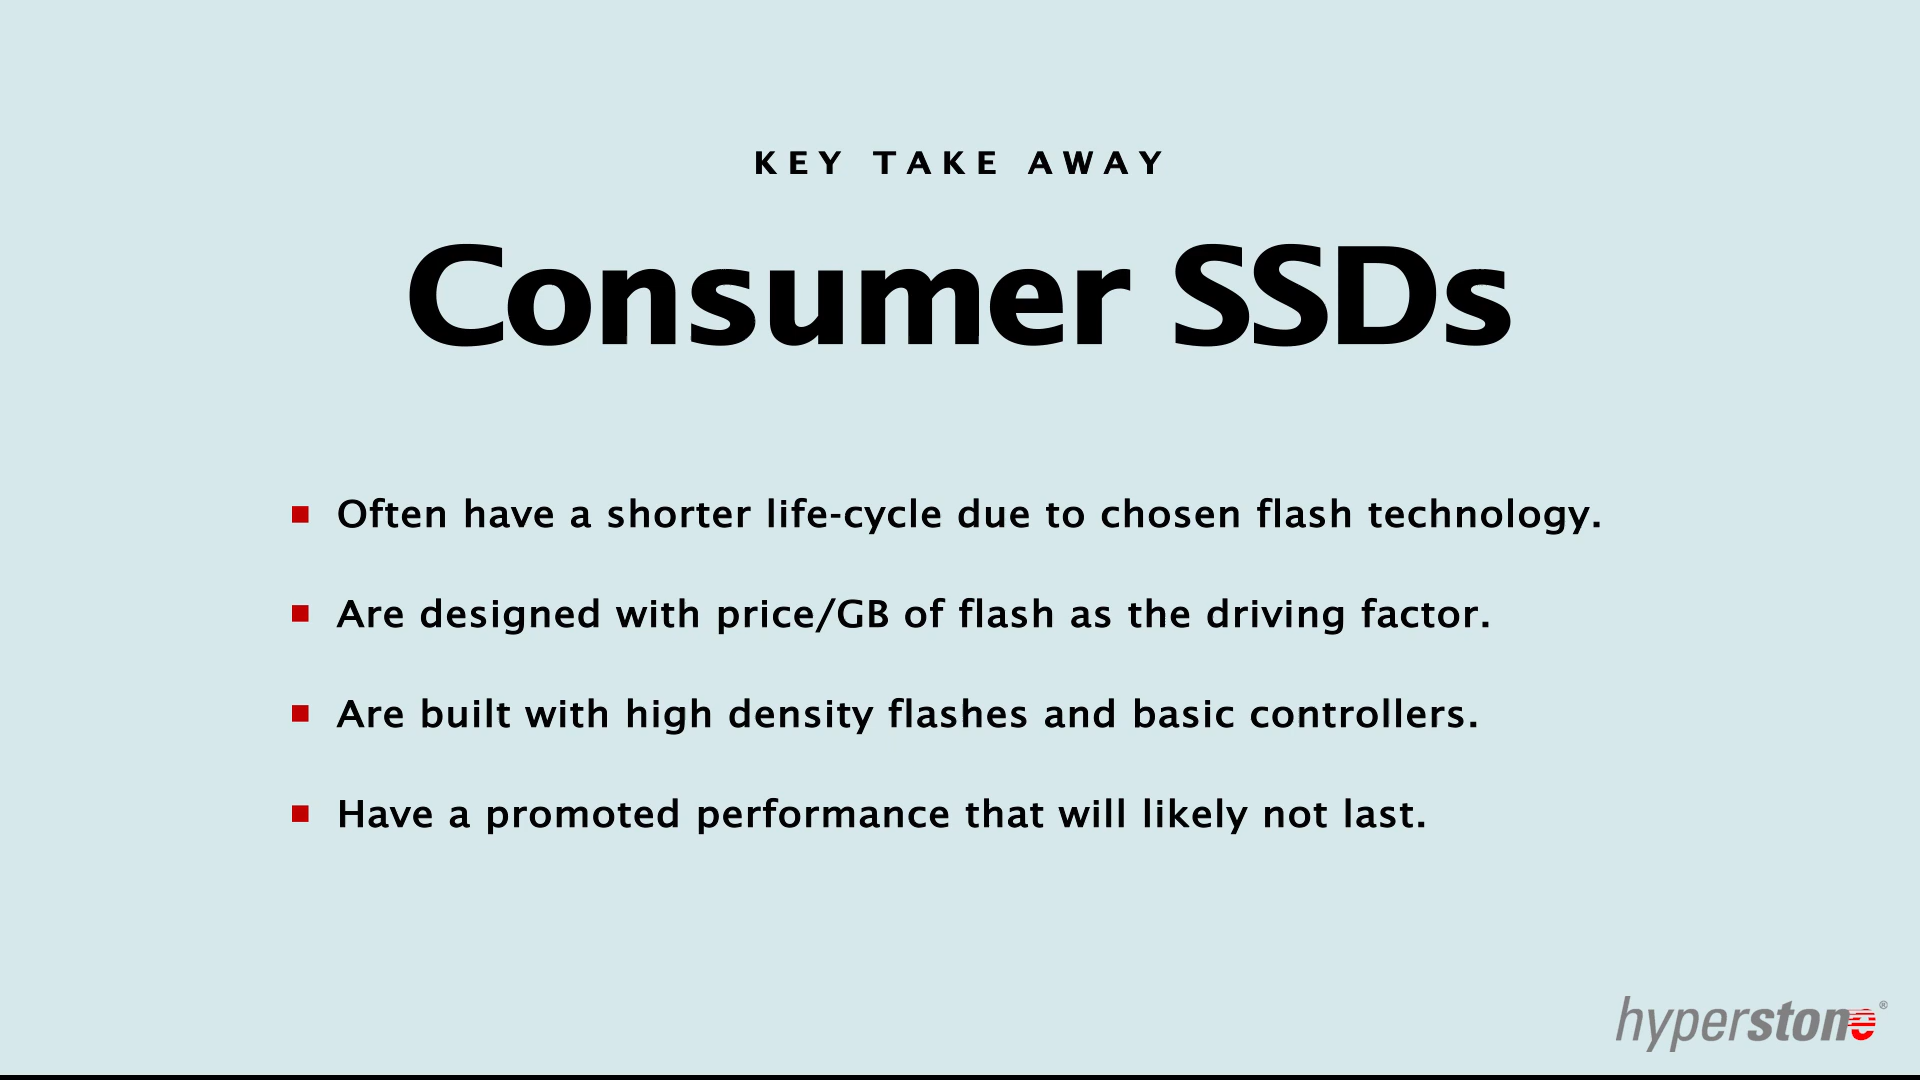 KEY TAKE AWAY
Consumer SSDs
Often have a shorter life-cycle due to chosen flash technology.
Are designed with price/GB of flash as the driving factor.
Are built with high density flashes and basic controllers.
Have a promoted performance that will likely not last.
hyperstone®